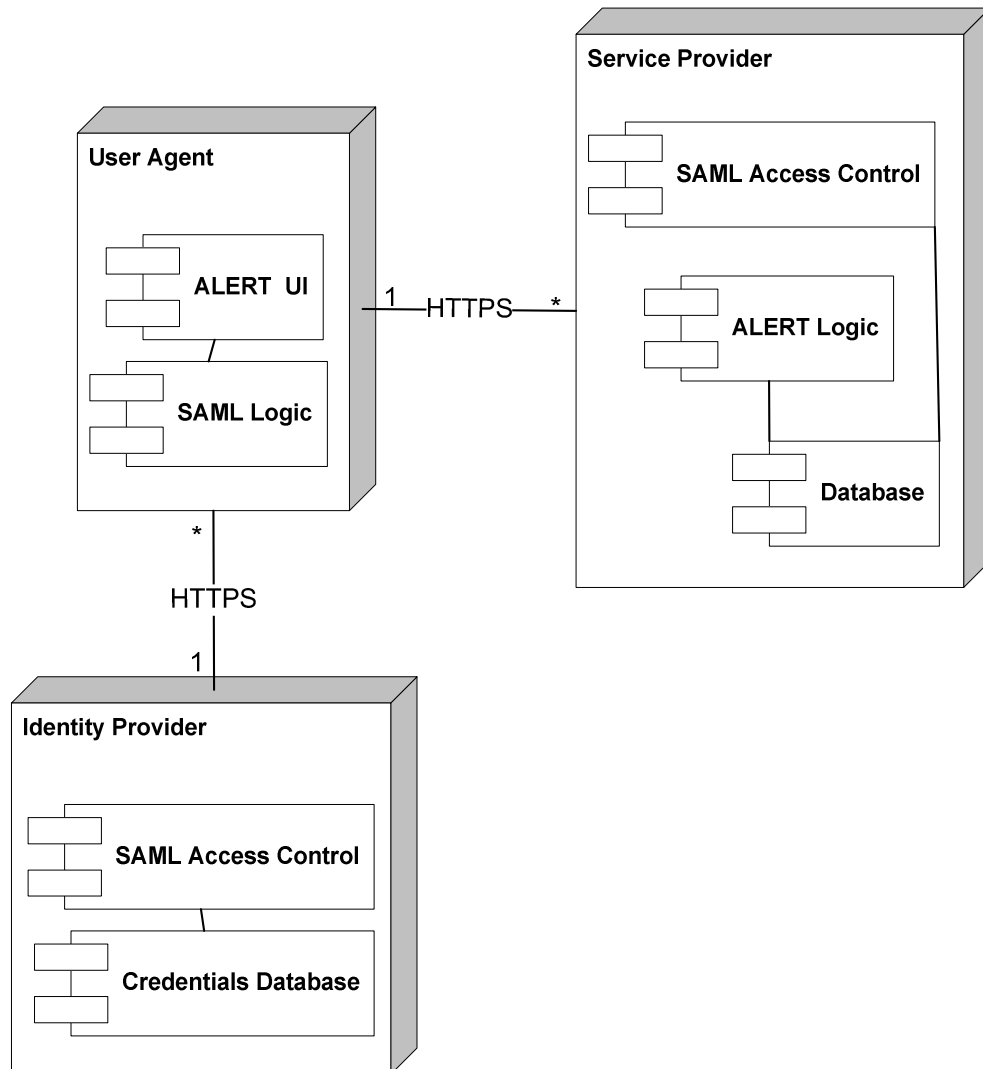 Service Provider
SAML Access Control
ALERT Logic
Database
User Agent
ALERT  UI
SAML Logic
1
HTTPS
*
*
HTTPS
1
Identity Provider
SAML Access Control
Credentials Database